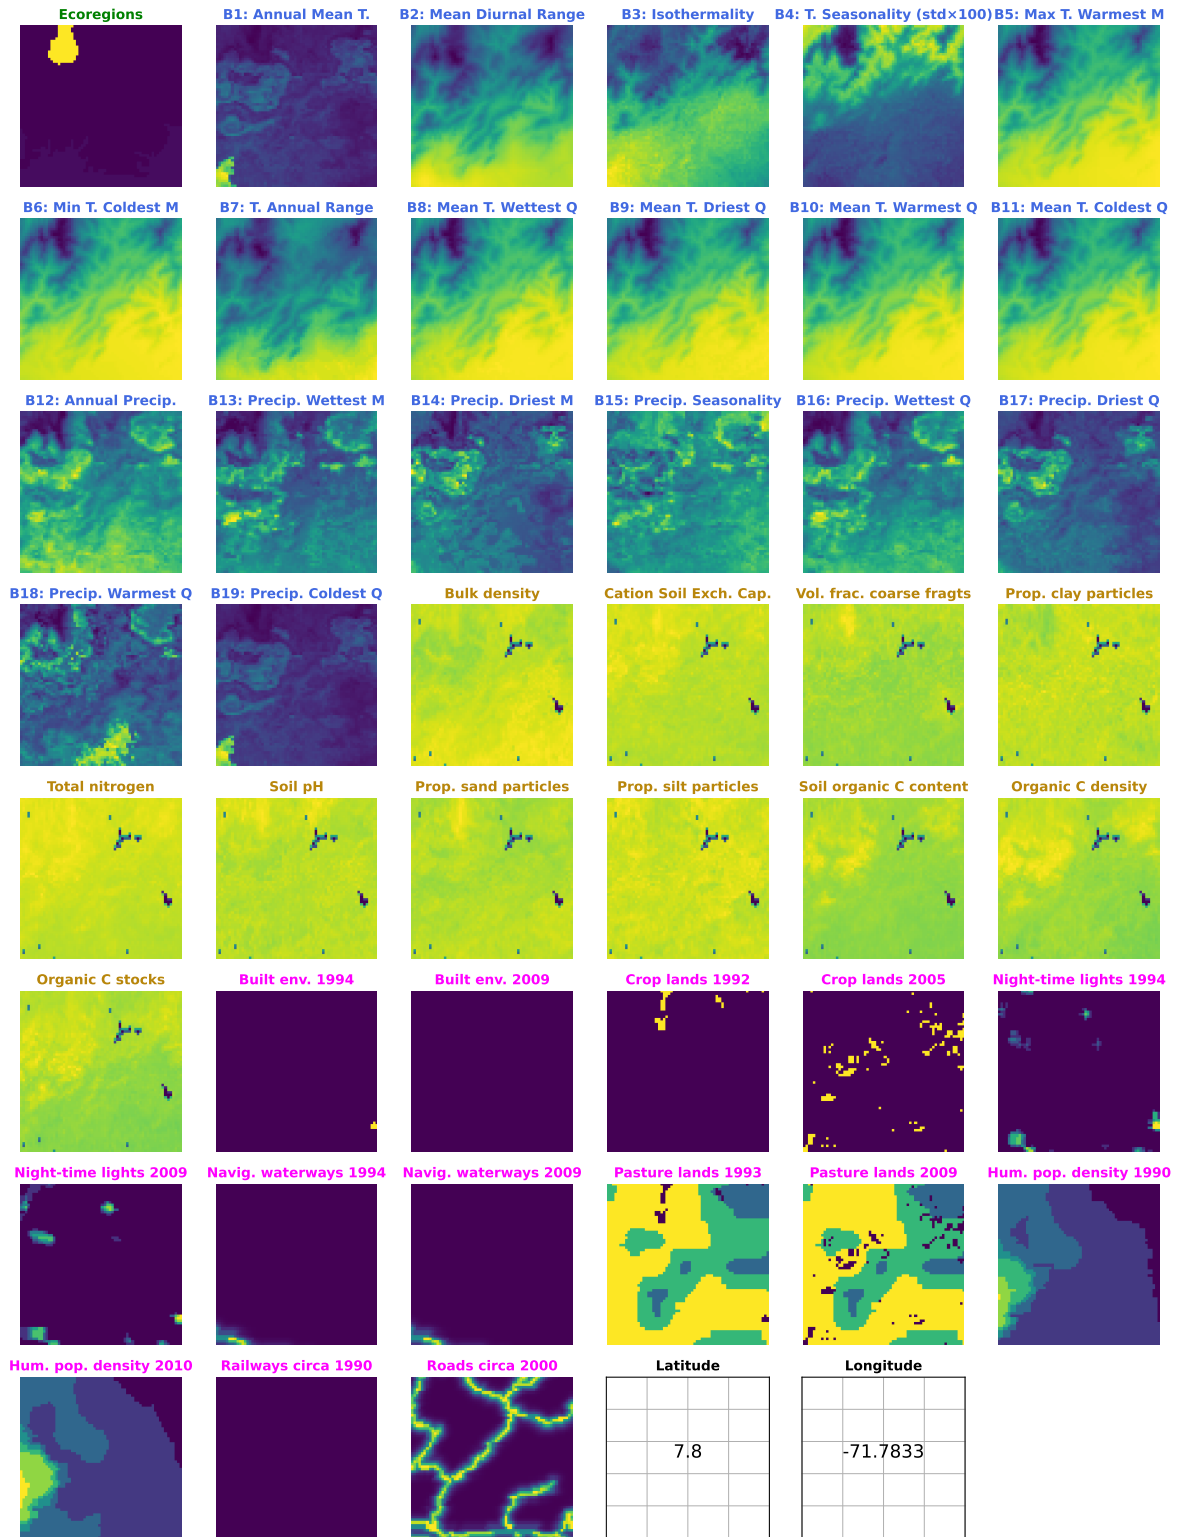 Ecoregions
B1: Annual Mean T.
B2: Mean Diurnal Range
B3: Isothermality
B4: T. Seasonality (std×100)
B5: Max T. Warmest M
B6: Min T. Coldest M
B7: T. Annual Range
B8: Mean T. Wettest Q
B9: Mean T. Driest Q
B10: Mean T. Warmest Q
B11: Mean T. Coldest Q
B12: Annual Precip.
B13: Precip. Wettest M
B14: Precip. Driest M
B15: Precip. Seasonality
B16: Precip. Wettest Q
B17: Precip. Driest Q
B18: Precip. Warmest Q
B19: Precip. Coldest Q
Bulk density
Cation Soil Exch. Cap.
Vol. frac. coarse fragts
Prop. clay particles
Total nitrogen
Soil pH
Prop. sand particles
Prop. silt particles
Soil organic C content
Organic C density
Organic C stocks
Built env. 1994
Built env. 2009
Crop lands 1992
Crop lands 2005
Night-time lights 1994
Night-time lights 2009
Navig. waterways 1994
Navig. waterways 2009
Pasture lands 1993
Pasture lands 2009
Hum. pop. density 1990
Hum. pop. density 2010
Railways circa 1990
Roads circa 2000
Latitude
Longitude
7.8
-71.7833